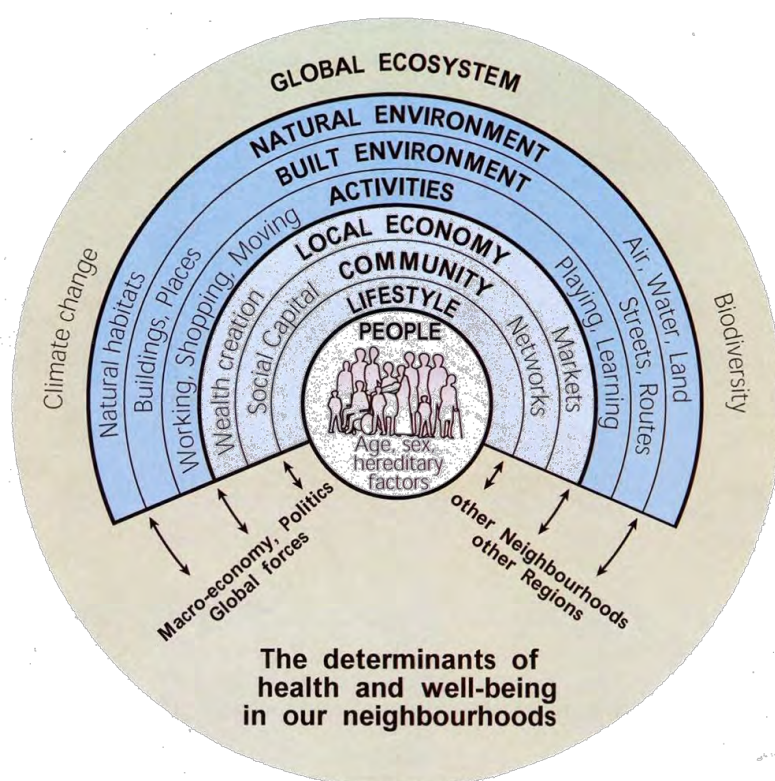 GLOBAL ECOSYSTEM
NATURAL ENVIRONMENT
BUILT ENVIRONMENT
ACTIVITIES
LOCAL ECONOMY
COMMUNITY
LIFESTYLE
PEOPLE
Age, sex,
hereditary
factors
Climate change
Natural habitats
Buildings, Places
Working, Shopping, Moving
Wealth creation
Social Capital
Networks
Markets
Playing, Learning
Streets, Routes
Air, Water, Land
Biodiversity
Macro-economy, Politics
Global forces
other Neighbourhoods
other Regions
The determinants of
health and well-being
in our neighbourhoods